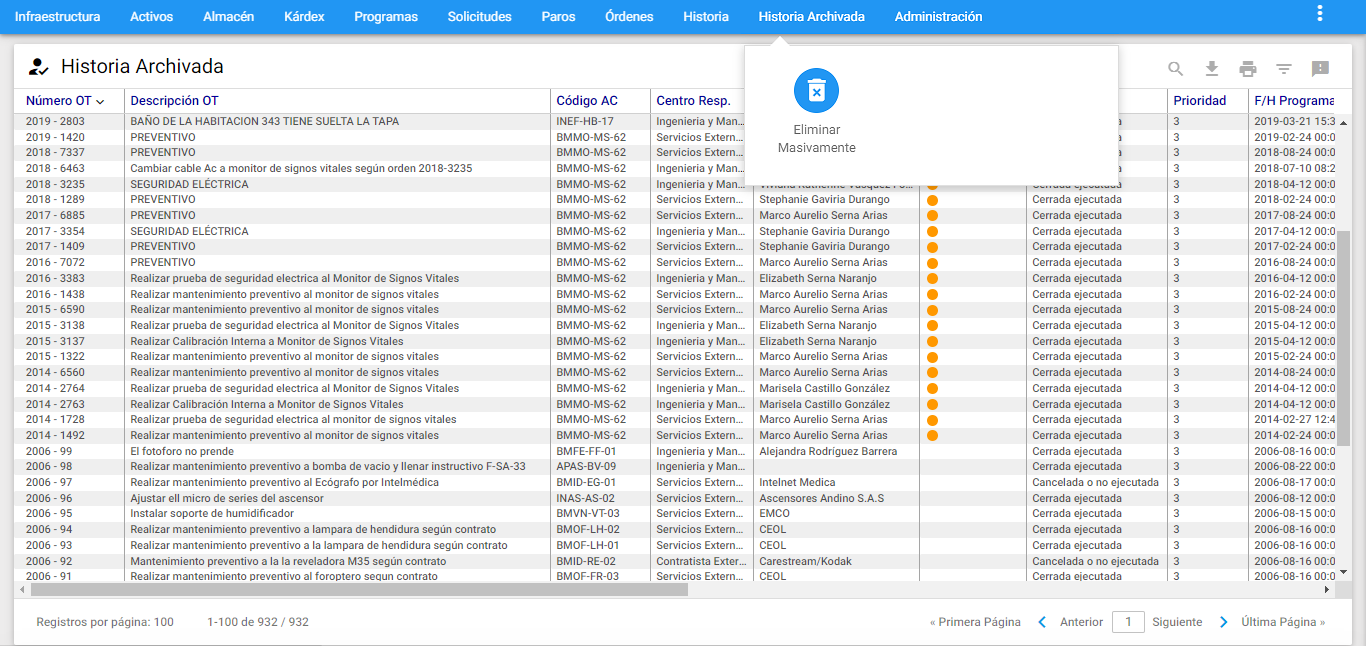 Infraestructura Activos Almacén Kárdex Programas Solicitudes Paros Órdenes Historia Historia Archivada Administración
Historia Archivada
Eliminar
Masivamente
Número OT Descripción OT Código AC Centro Resp. Prioridad F/H Programa
2019 - 2803 BAÑO DE LA HABITACION 343 TIENE SUELTA LA TAPA INEF-HB-17 Ingenieria y Man... 3 2019-03-21 15:3
2019 - 1420 PREVENTIVO BMMO-MS-62 Servicios Extern... 3 2019-02-24 00:0
2018 - 7337 PREVENTIVO BMMO-MS-62 Servicios Extern... 3 2018-08-24 00:0
2018 - 6463 Cambiar cable Ac a monitor de signos vitales según orden 2018-3235 BMMO-MS-62 Ingenieria y Man... 3 2018-07-10 08:2
2018 - 3235 SEGURIDAD ELÉCTRICA BMMO-MS-62 Ingenieria y Man... Cerrada ejecutada 3 2018-04-12 00:0
2018 - 1289 PREVENTIVO BMMO-MS-62 Servicios Extern... Stephanie Gaviria Durango Cerrada ejecutada 3 2018-02-24 00:0
2017 - 6885 PREVENTIVO BMMO-MS-62 Servicios Extern... Marco Aurelio Serna Arias Cerrada ejecutada 3 2017-08-24 00:0
2017 - 3354 SEGURIDAD ELÉCTRICA BMMO-MS-62 Ingenieria y Man... Stephanie Gaviria Durango Cerrada ejecutada 3 2017-04-12 00:0
2017 - 1409 PREVENTIVO BMMO-MS-62 Servicios Extern... Stephanie Gaviria Durango Cerrada ejecutada 3 2017-02-24 00:0
2016 - 7072 PREVENTIVO BMMO-MS-62 Servicios Extern... Marco Aurelio Serna Arias Cerrada ejecutada 3 2016-08-24 00:0
2016 - 3383 Realizar prueba de seguridad electrica al Monitor de Signos Vitales BMMO-MS-62 Ingenieria y Man... Elizabeth Serna Naranjo Cerrada ejecutada 3 2016-04-12 00:0
2016 - 1438 Realizar mantenimiento preventivo al monitor de signos vitales BMMO-MS-62 Servicios Extern... Marco Aurelio Serna Arias Cerrada ejecutada 3 2016-02-24 00:0
2015 - 6590 Realizar mantenimiento preventivo al monitor de signos vitales BMMO-MS-62 Servicios Extern... Marco Aurelio Serna Arias Cerrada ejecutada 3 2015-08-24 00:0
2015 - 3138 Realizar prueba de seguridad electrica al Monitor de Signos Vitales BMMO-MS-62 Ingenieria y Man... Elizabeth Serna Naranjo Cerrada ejecutada 3 2015-04-12 00:0
2015 - 3137 Realizar Calibración Interna a Monitor de Signos Vitales BMMO-MS-62 Ingenieria y Man... Elizabeth Serna Naranjo Cerrada ejecutada 3 2015-04-12 00:0
2015 - 1322 Realizar mantenimiento preventivo al monitor de signos vitales BMMO-MS-62 Servicios Extern... Marco Aurelio Serna Arias Cerrada ejecutada 3 2015-02-24 00:0
2014 - 6560 Realizar mantenimiento preventivo al monitor de signos vitales BMMO-MS-62 Servicios Extern... Marco Aurelio Serna Arias Cerrada ejecutada 3 2014-08-24 00:0
2014 - 2764 Realizar prueba de seguridad electrica al Monitor de Signos Vitales BMMO-MS-62 Ingenieria y Man... Marisela Castillo González Cerrada ejecutada 3 2014-04-12 00:0
2014 - 2763 Realizar Calibración Interna a Monitor de Signos Vitales BMMO-MS-62 Ingenieria y Man... Marisela Castillo González Cerrada ejecutada 3 2014-04-12 00:0
2014 - 1728 Realizar prueba de seguridad electrica al monitor de signos vitales BMMO-MS-62 Servicios Extern... Marco Aurelio Serna Arias Cerrada ejecutada 3 2014-02-27 12:4
2014 - 1492 Realizar mantenimiento preventivo al monitor de signos vitales BMMO-MS-62 Servicios Extern... Marco Aurelio Serna Arias Cerrada ejecutada 3 2014-02-24 00:0
2006 - 99 El fotoforo no prende BMFE-FF-01 Ingenieria y Man... Alejandra Rodríguez Barrera Cerrada ejecutada 3 2006-08-16 00:0
2006 - 98 Realizar mantenimiento preventivo a bomba de vacio y llenar instructivo F-SA-33 APAS-BV-09 Ingenieria y Man... Cerrada ejecutada 3 2006-08-22 00:0
2006 - 97 Realizar mantenimiento preventivo al Ecógrafo por Intelmédica BMID-EG-01 Servicios Extern... Intelnet Medica Cancelada o no ejecutada 3 2006-08-17 00:0
2006 - 96 Ajustar ell micro de series del ascensor INAS-AS-02 Servicios Extern... Ascensores Andino S.A.S Cerrada ejecutada 3 2006-08-12 00:0
2006 - 95 Instalar soporte de humidificador BMVN-VT-03 Servicios Extern... EMCO Cerrada ejecutada 3 2006-08-15 00:0
2006 - 94 Realizar mantenimiento preventivo a lampara de hendidura según contrato BMOF-LH-02 Servicios Extern... CEOL Cerrada ejecutada 3 2006-08-16 00:0
2006 - 93 Realizar mantenimiento preventivo a la lampara de hendidura según contrato BMOF-LH-01 Servicios Extern... CEOL Cerrada ejecutada 3 2006-08-16 00:0
2006 - 92 Mantenimiento preventivo a la la reveladora M35 según contrato BMID-RE-02 Contratista Exter... Carestream/Kodak Cancelada o no ejecutada 3 2006-08-16 00:0
2006 - 91 Realizar mantenimiento preventivo al foroptero segun contrato BMOF-FR-03 Servicios Extern... CEOL Cerrada ejecutada 3 2006-08-16 00:0
Registros por página: 100 1-100 de 932 / 932 « Primera Página Anterior 1 Siguiente Última Página »